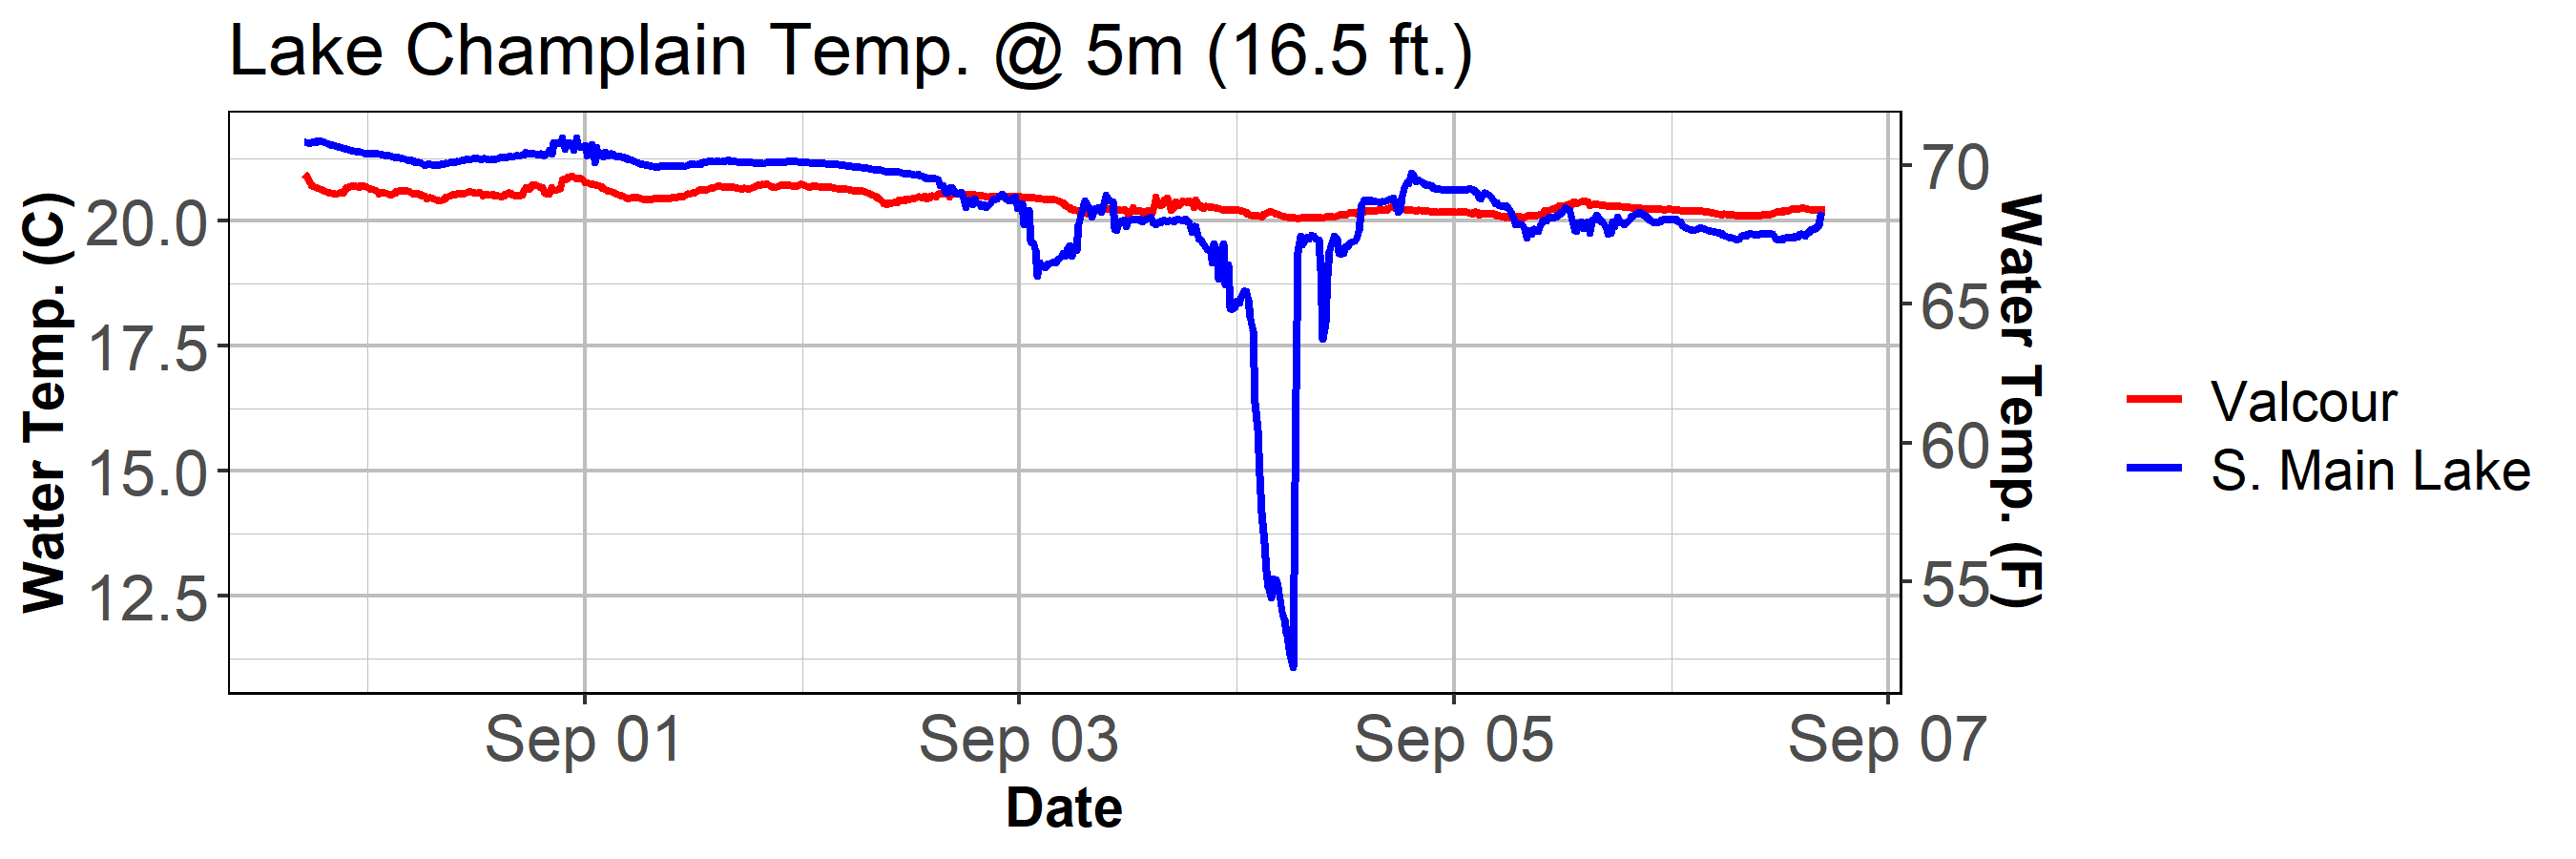 Lake Champlain Temp. @ 5m (16.5 ft.)
Water Temp. (C)
20.0
17.5
15.0
12.5
70
65
60
55
Water Temp. (F)
Sep 01
Sep 03
Sep 05
Sep 07
Date
Valcour
S. Main Lake